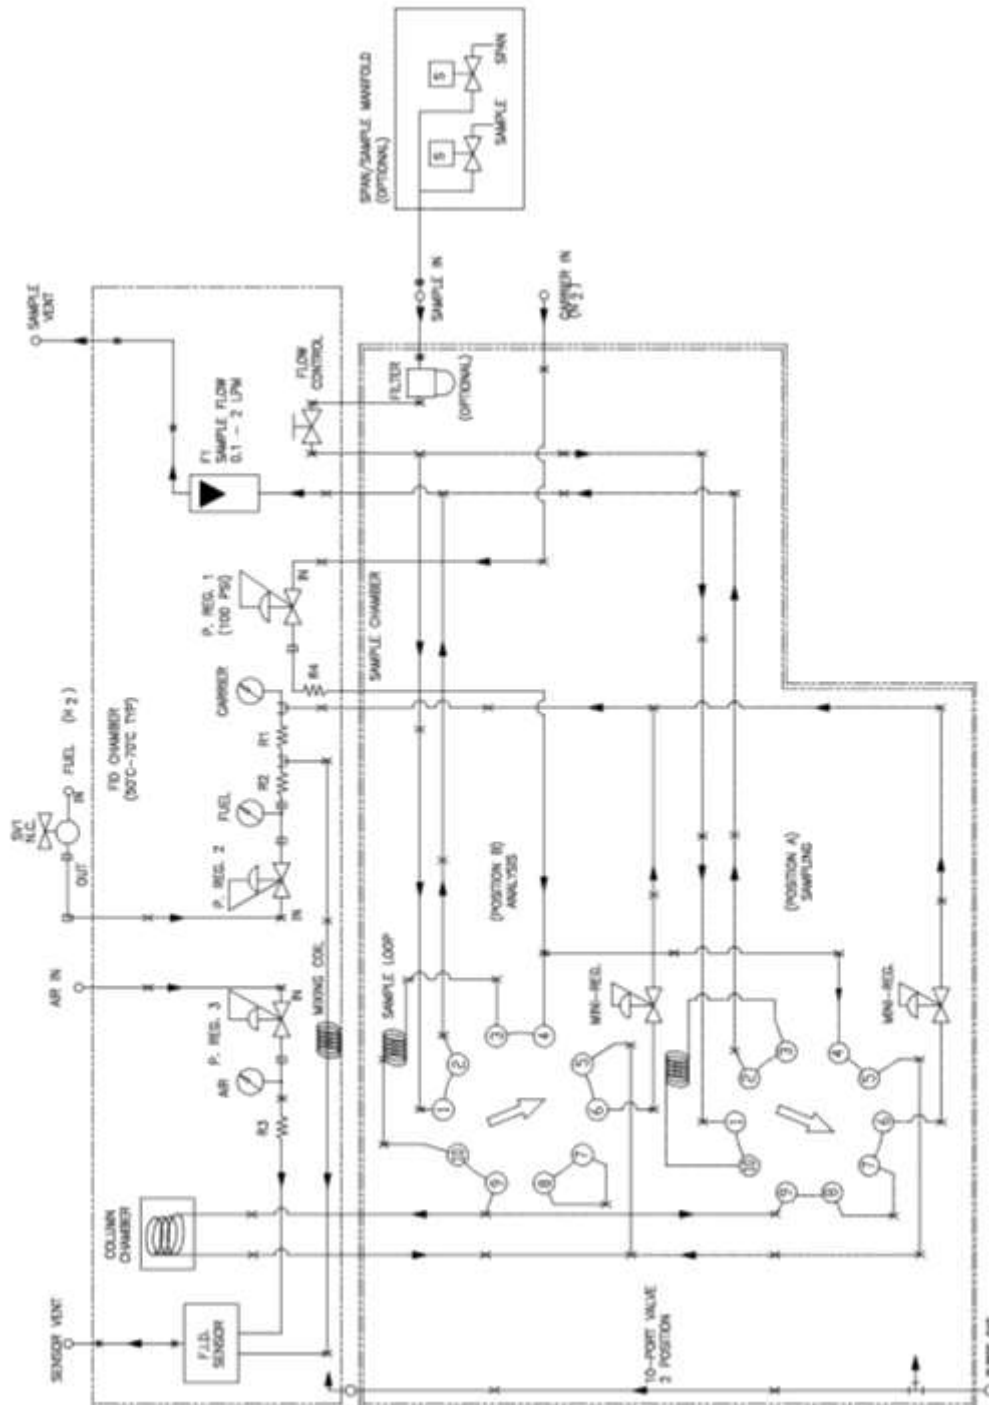 SAMPLE
VENT
SENSOR VENT
AIR IN
SV1
N.C.
OUT
IN
FUEL (H2)
FID CHAMBER
(50°C-70°C TYP)
COLUMN
CHAMBER
F.I.D.
SENSOR
R3
AIR
P. REG. 3
IN
P. REG. 2
IN
FUEL
R2
R1
CARRIER
R4
P. REG. 1
(100 PSI)
IN
F1
SAMPLE FLOW
0.1 - 2 LPM
FLOW
CONTROL
IN
MIXING COIL
SAMPLE CHAMBER
SPAN/SAMPLE MANIFOLD
(OPTIONAL)
S
S
SAMPLE
SPAN
FILTER
(OPTIONAL)
SAMPLE IN
CARRIER IN
SAMPLE LOOP
1
2
3
4
5
6
7
8
9
10
(POSITION B)
ANALYSIS
MINI-REG.
1
2
3
4
5
6
7
8
9
10
(POSITION A)
SAMPLING
MINI-REG.
10-PORT VALVE
2 POSITION